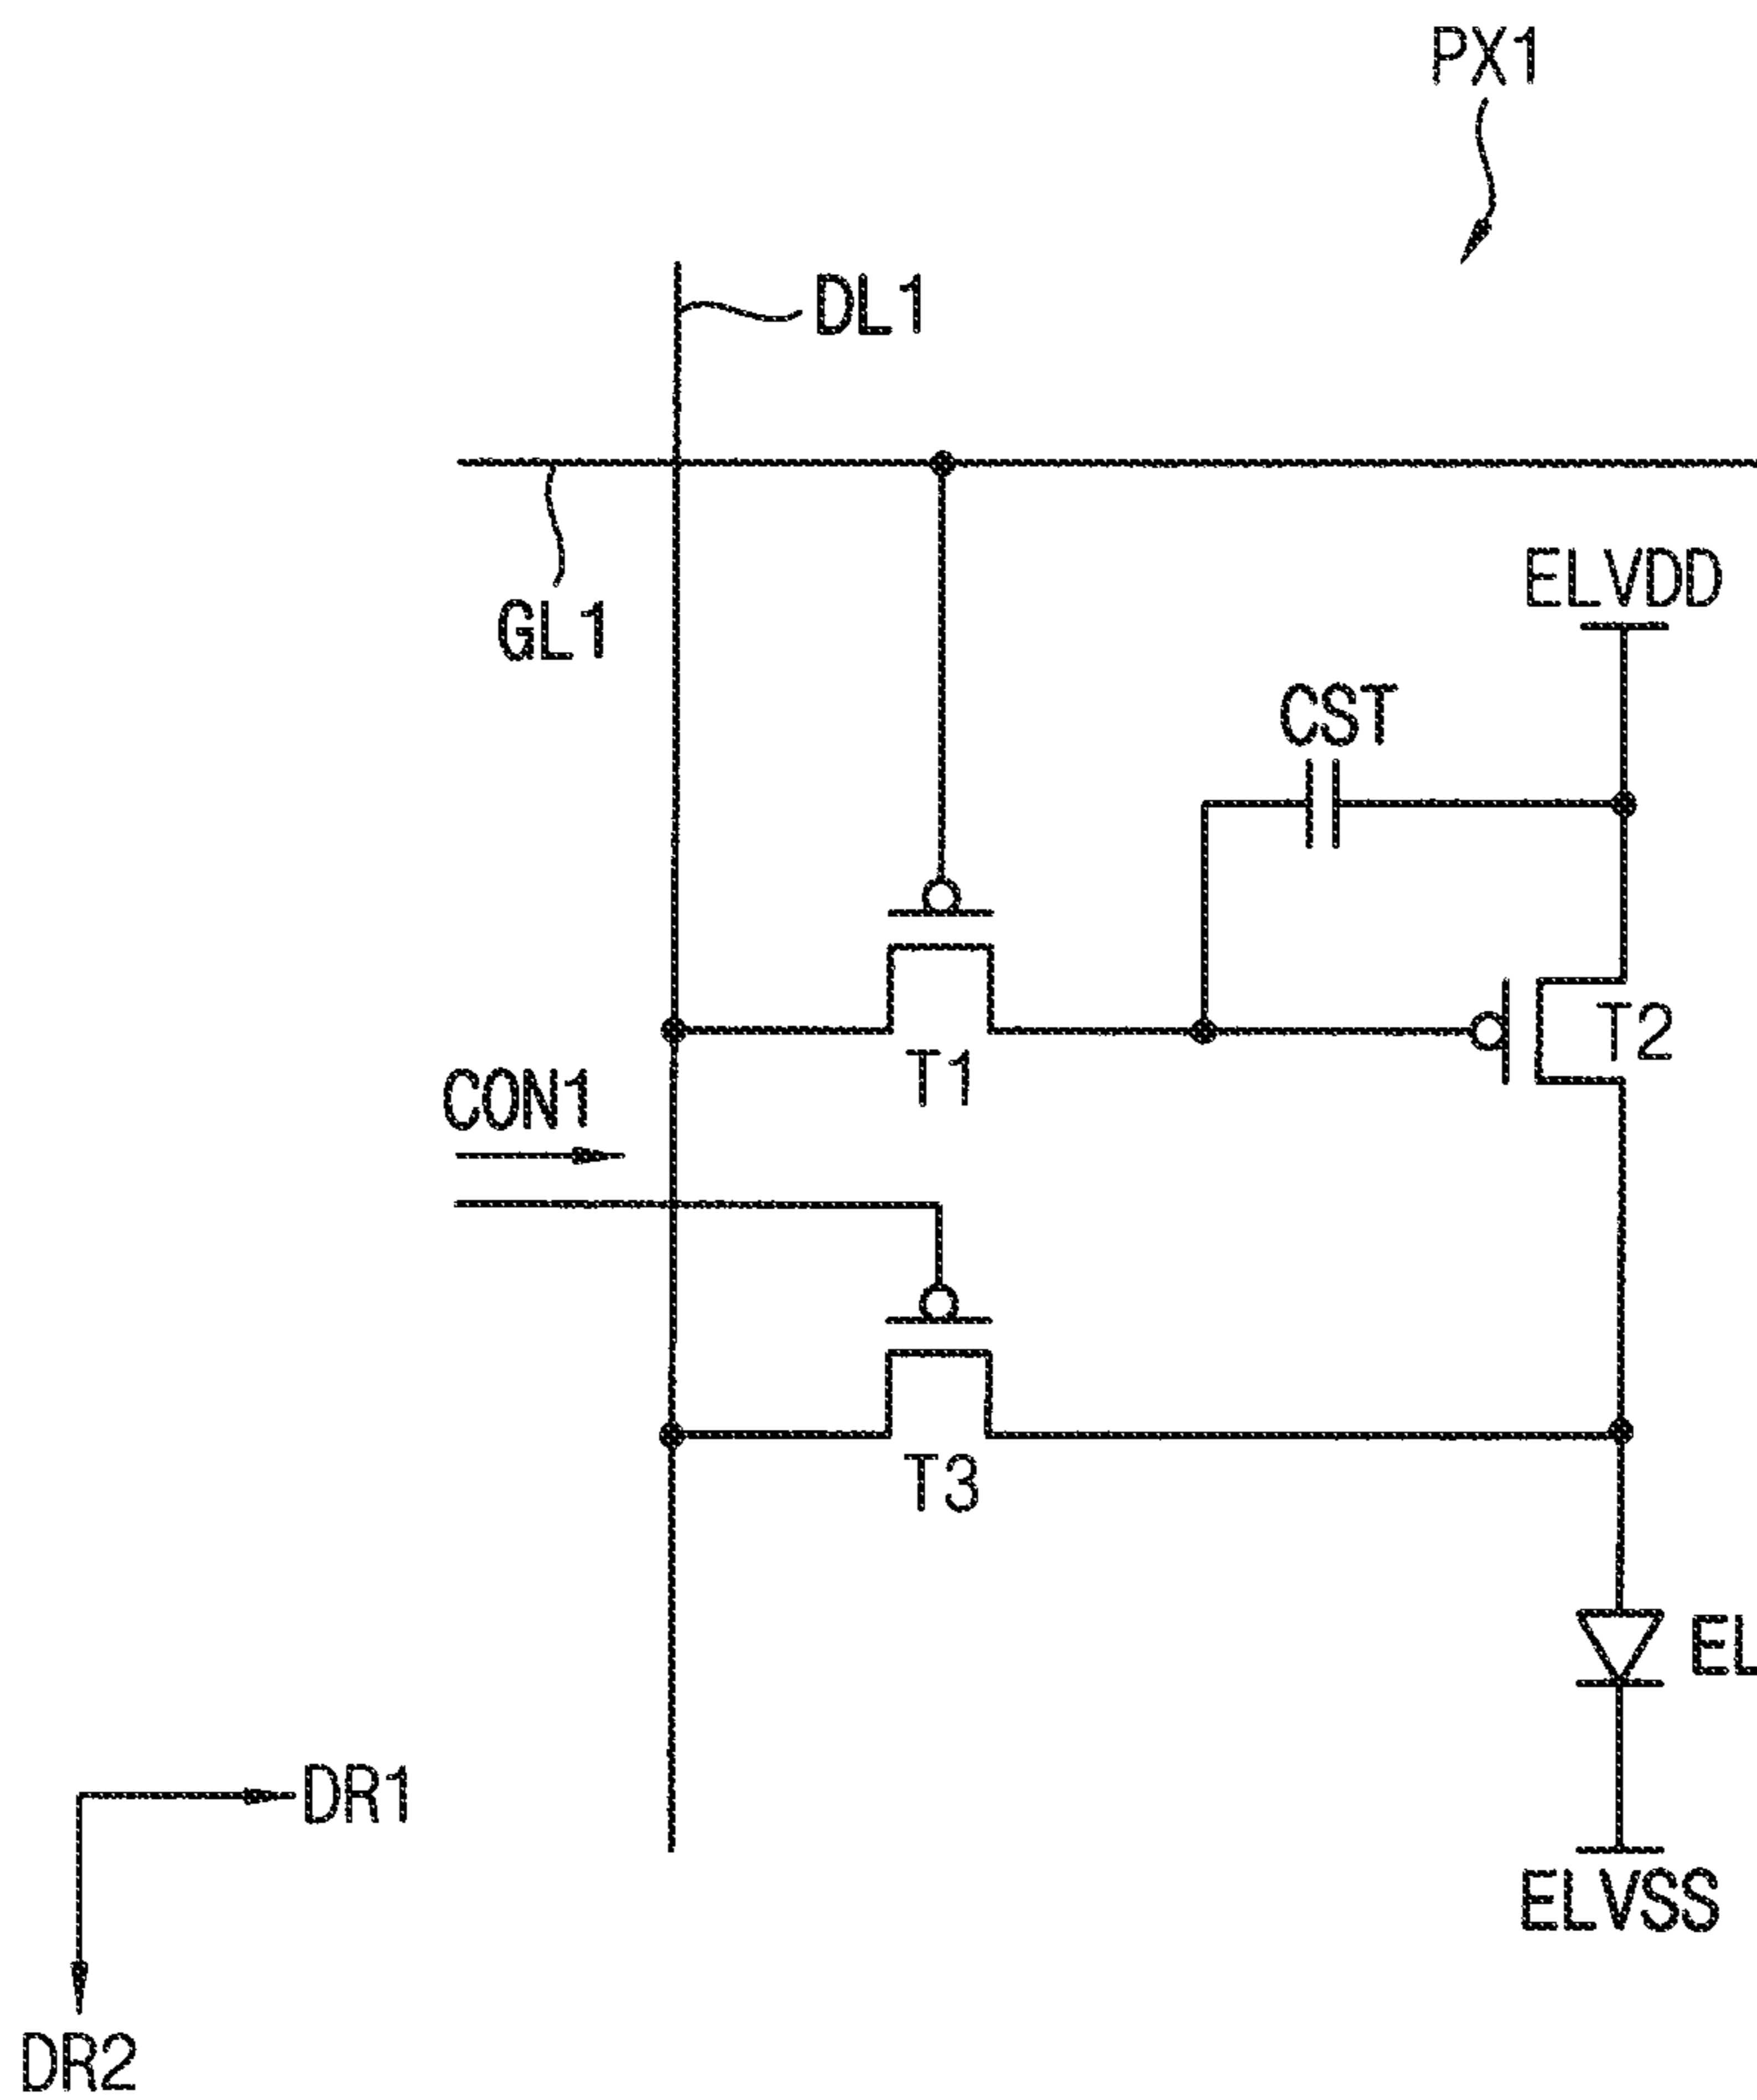 PX1
DL1
GL1
ELVDD
CST
T2
T1
CON1
T3
EL
DR1
ELVSS
DR2